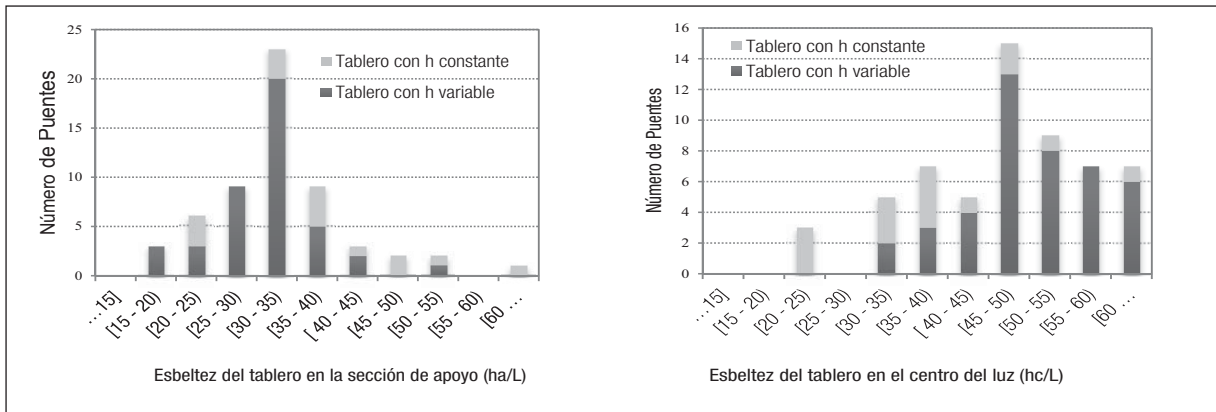 25
20
15
10
5
0
Número de Puentes
Tablero con h constante
Tablero con h variable
...15]
[15 - 20)
[20 - 25)
[25 - 30)
[30 - 35)
[35 - 40)
[ 40 - 45)
[45 - 50)
[50 - 55)
[55 - 60)
[60 ...
Esbeltez del tablero en la sección de apoyo (ha/L)
16
14
12
10
8
6
4
2
0
Número de Puentes
Tablero con h constante
Tablero con h variable
...15]
[15 - 20)
[20 - 25)
[25 - 30)
[30 - 35)
[35 - 40)
[ 40 - 45)
[45 - 50)
[50 - 55)
[55 - 60)
[60 ...
Esbeltez del tablero en el centro del luz (hc/L)